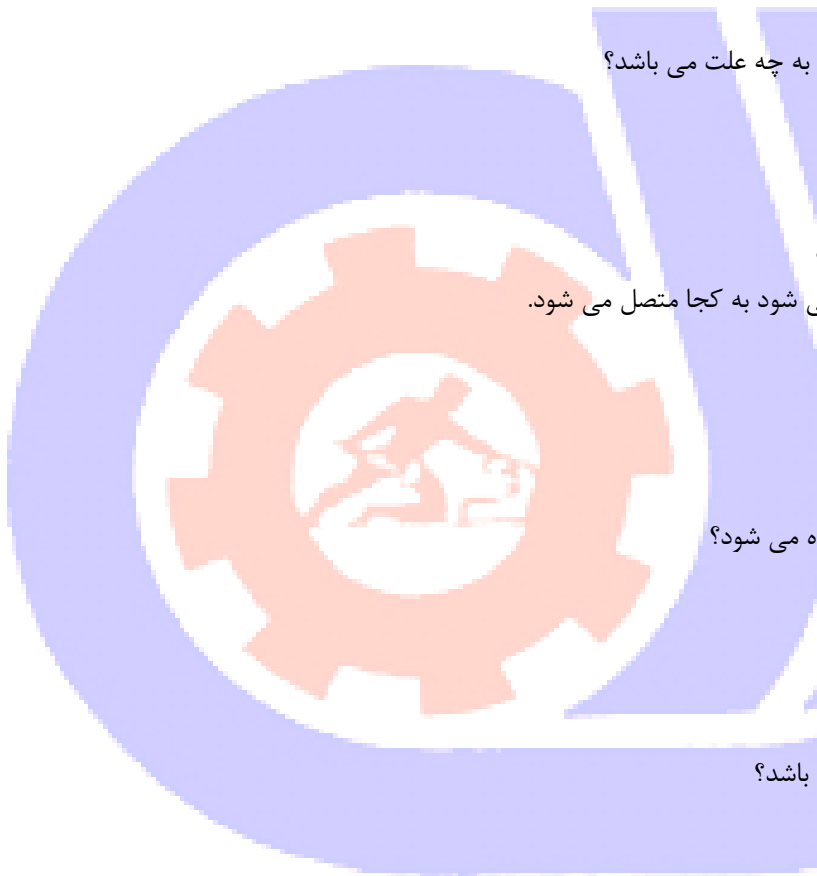 به چه علت می باشد؟
شود به کجا متصل می شود.
می شود؟
باشد؟